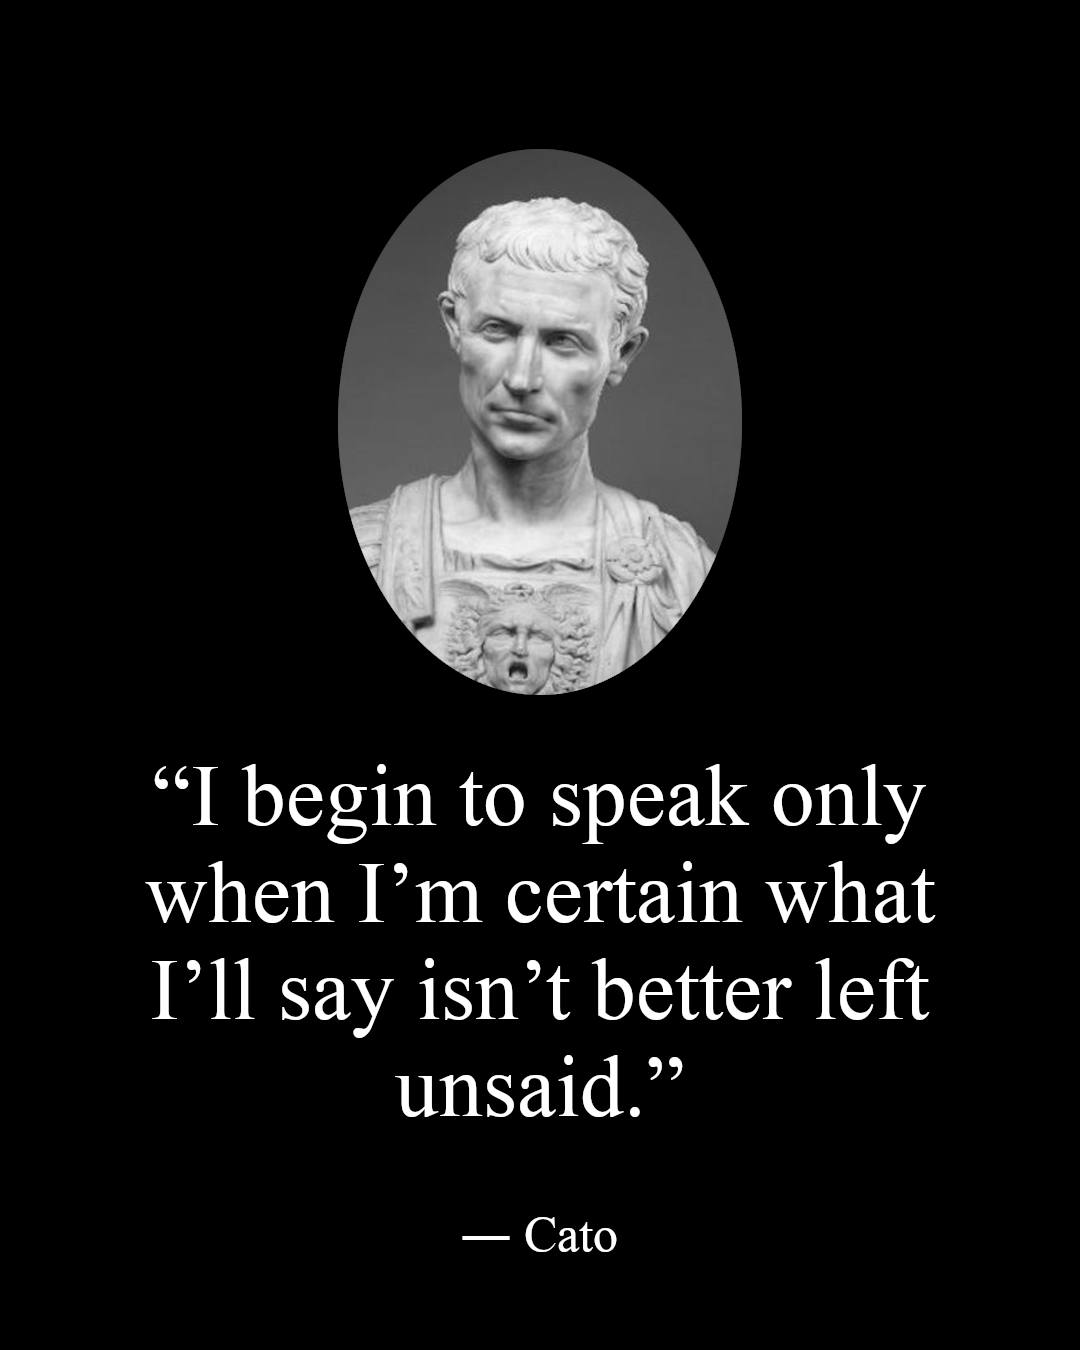 “I begin to speak only
when I’m certain what
I’ll say isn’t better left
unsaid.”
— Cato